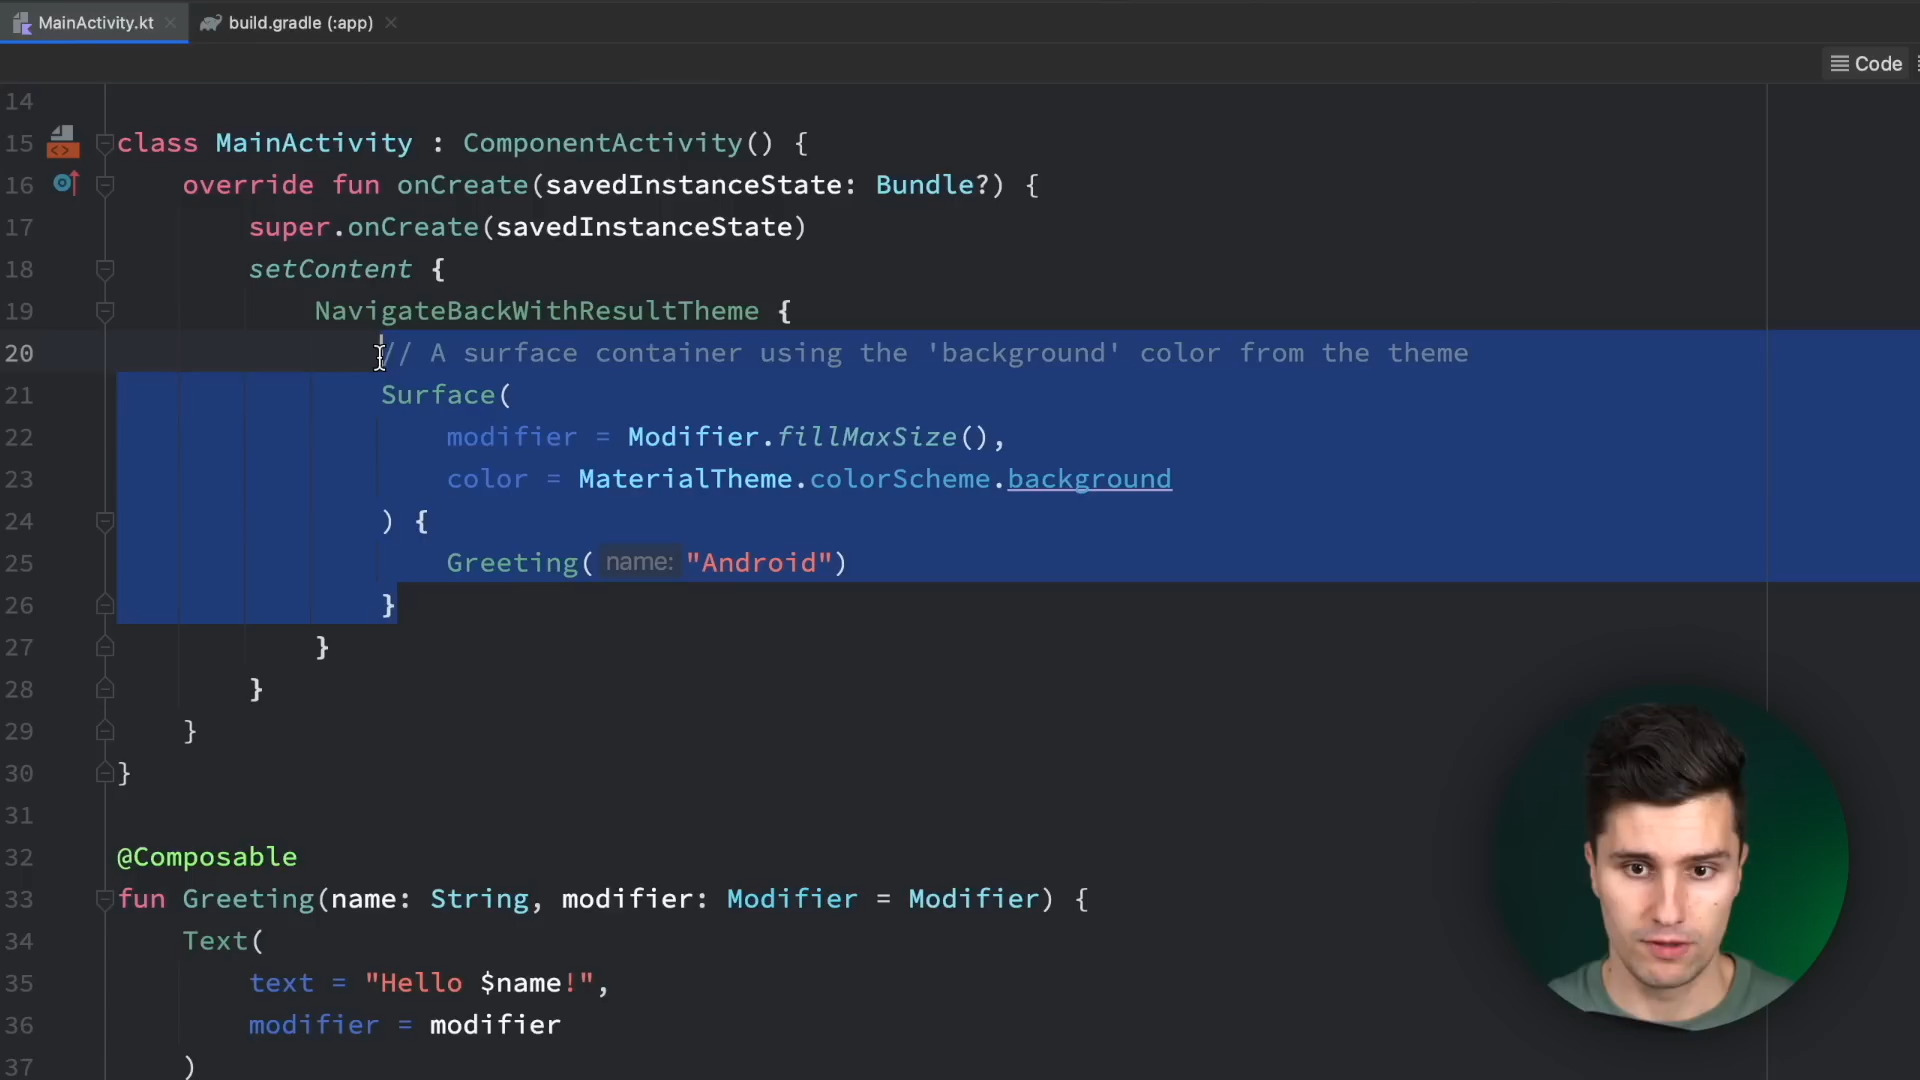 MainActivity.kt
build.gradle (:app)
Code
14
15 class MainActivity : ComponentActivity() {
16 override fun onCreate(savedInstanceState: Bundle?) {
17 super.onCreate(savedInstanceState)
18 setContent {
19 NavigateBackWithResultTheme {
20 // A surface container using the 'background' color from the theme
21 Surface(
22 modifier = Modifier.fillMaxSize(),
23 color = MaterialTheme.colorScheme.background
24 ) {
25 Greeting( name: "Android")
26 }
27 }
28 }
29 }
30 }
31
32 @Composable
33 fun Greeting(name: String, modifier: Modifier = Modifier) {
34 Text(
35 text = "Hello $name!",
36 modifier = modifier
37 )